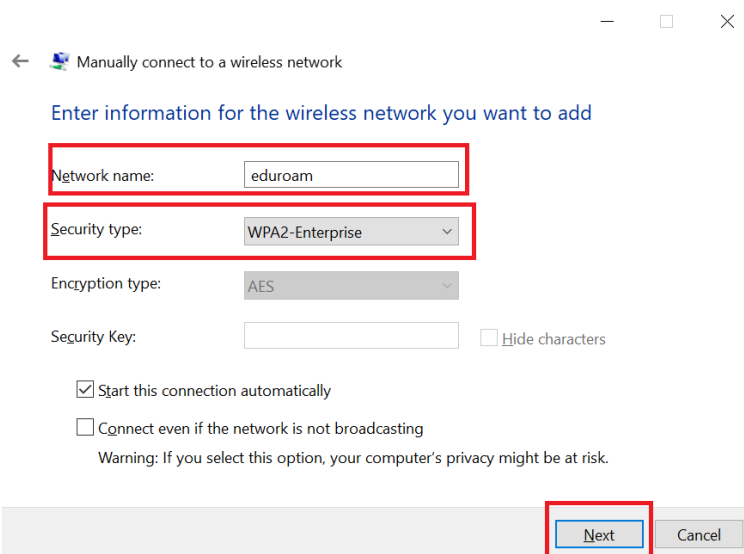 Manually connect to a wireless network
Enter information for the wireless network you want to add
Network name: eduroam
Security type: WPA2-Enterprise
Encryption type: AES
Security Key:
Hide characters
Start this connection automatically
Connect even if the network is not broadcasting
Warning: If you select this option, your computer's privacy might be at risk.
Next Cancel